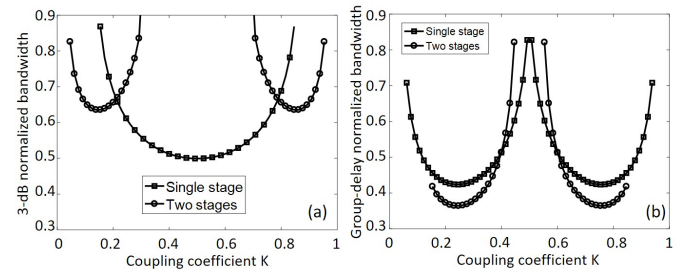 0.9
0.8
0.7
0.6
0.5
0.4
0.3
0
0.2
0.4
0.6
0.8
1
3-dB normalized bandwidth
Coupling coefficient K
Single stage
Two stages
(a)
0.9
0.8
0.7
0.6
0.5
0.4
0.3
0
0.2
0.4
0.6
0.8
1
Group-delay normalized bandwidth
Coupling coefficient K
Single stage
Two stages
(b)